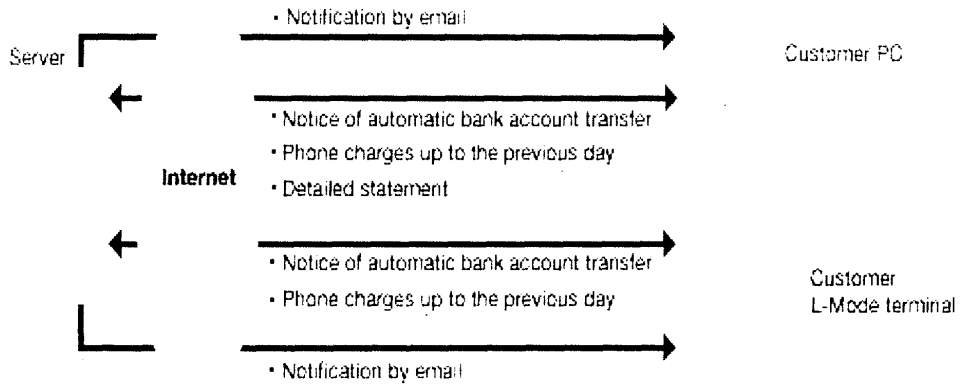 • Notification by email
Server
Customer PC
• Notice of automatic bank account transfer
• Phone charges up to the previous day
Internet
• Detailed statement
• Notice of automatic bank account transfer
• Phone charges up to the previous day
Customer
L-Mode terminal
• Notification by email